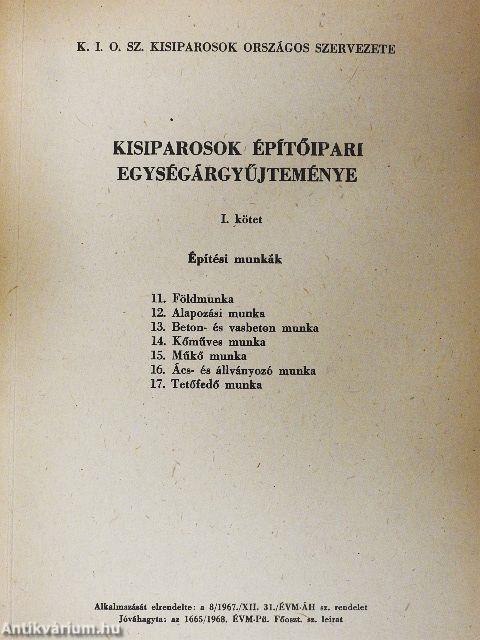 K. I. O. SZ. KISIPAROSOK ORSZÁGOS SZERVEZETE
KISIPAROSOK ÉPÍTŐIPARI
EGYSÉGÁRGYŰJTEMÉNYE
I. kötet
Építési munkák
11. Földmunka
12. Alapozási munka
13. Beton- és vasbeton munka
14. Kőműves munka
15. Műkő munka
16. Ács- és állványozó munka
17. Tetőfedő munka
Alkalmazását elrendelte: a 8/1967./XII. 31./ÉVM-ÁH sz. rendelet
Jóváhagyta: az 1665/1968. ÉVM-Pü. Főoszt. sz. leirat
Antikvárium.hu